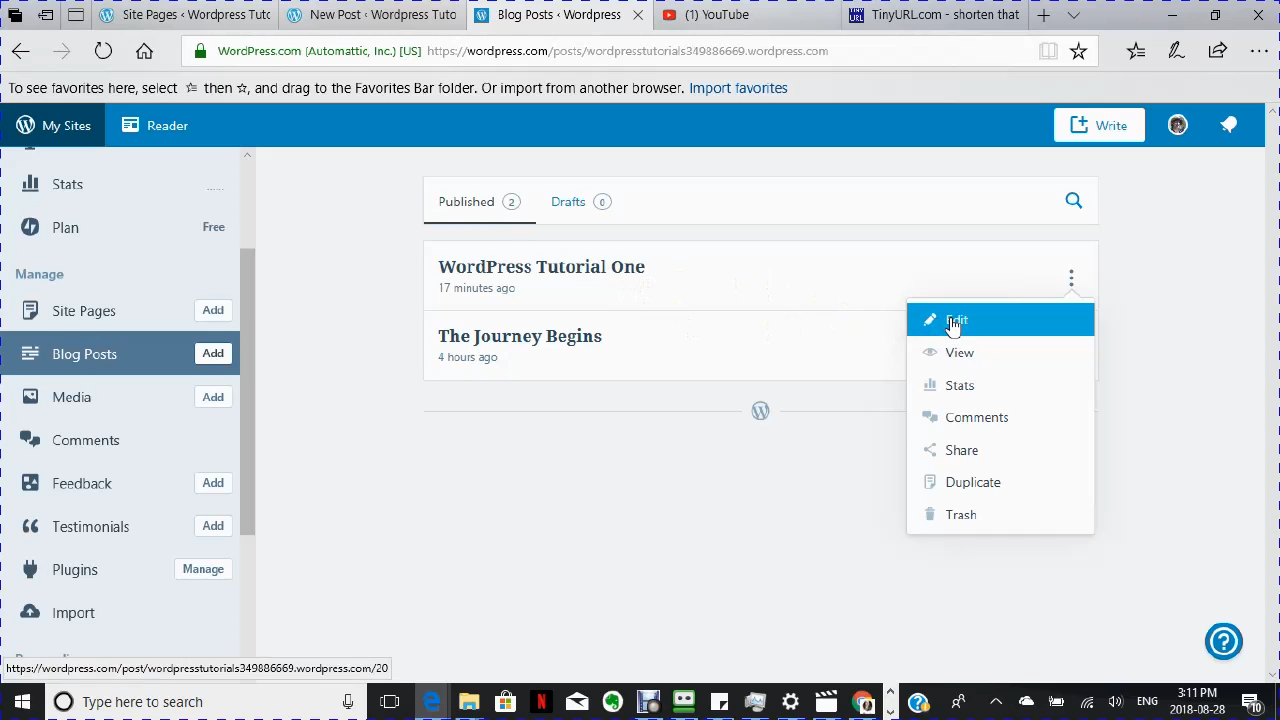 Site Pages ‹ Wordpress Tuto
New Post ‹ Wordpress Tuto
Blog Posts ‹ Wordpress
(1) YouTube
TINY URL
TinyURL.com - shorten that
WordPress.com (Automattic, Inc.) [US]
https://wordpress.com/posts/wordpresstutorials349886669.wordpress.com
To see favorites here, select ☆ then ☆, and drag to the Favorites Bar folder. Or import from another browser. Import favorites
My Sites
Reader
Write
Stats
Plan
Free
Manage
Site Pages
Add
Blog Posts
Add
Media
Add
Comments
Feedback
Add
Testimonials
Add
Plugins
Manage
Import
Published 2
Drafts 0
WordPress Tutorial One
17 minutes ago
The Journey Begins
4 hours ago
Edit
View
Stats
Comments
Share
Duplicate
Trash
https://wordpress.com/post/wordpresstutorials349886669.wordpress.com/20
Type here to search
ENG
3:11 PM
2018-08-28
10